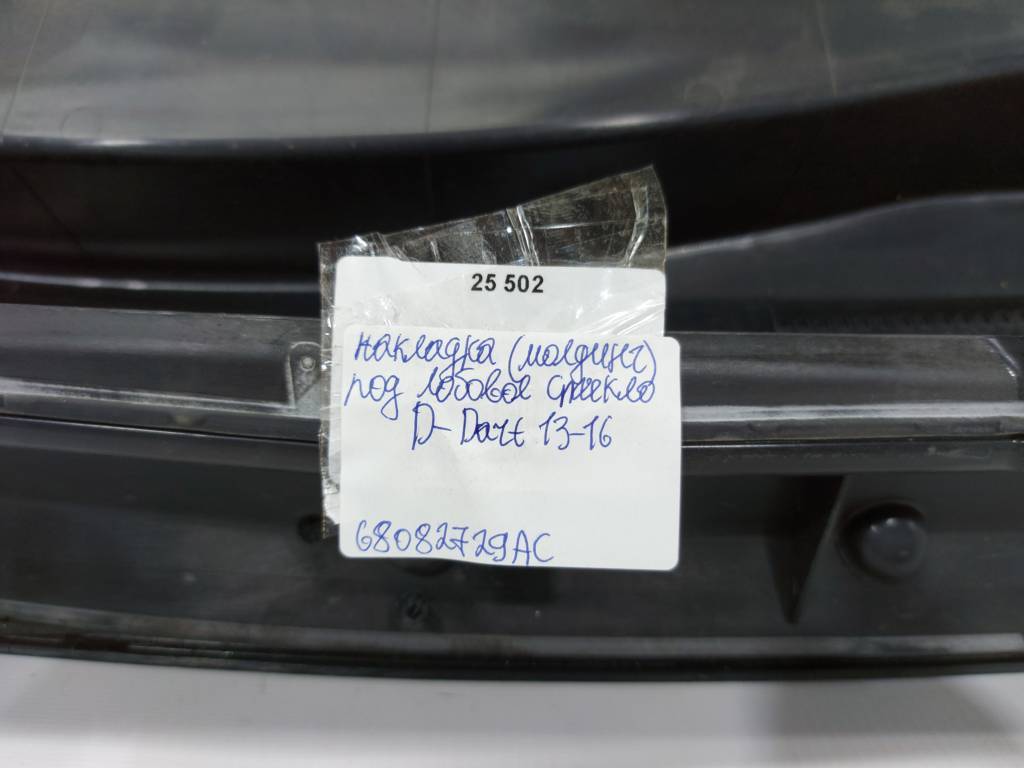 25 502
накладка (молдинг)
под лобовое стекло
D-Dart 13-16
68082729AC